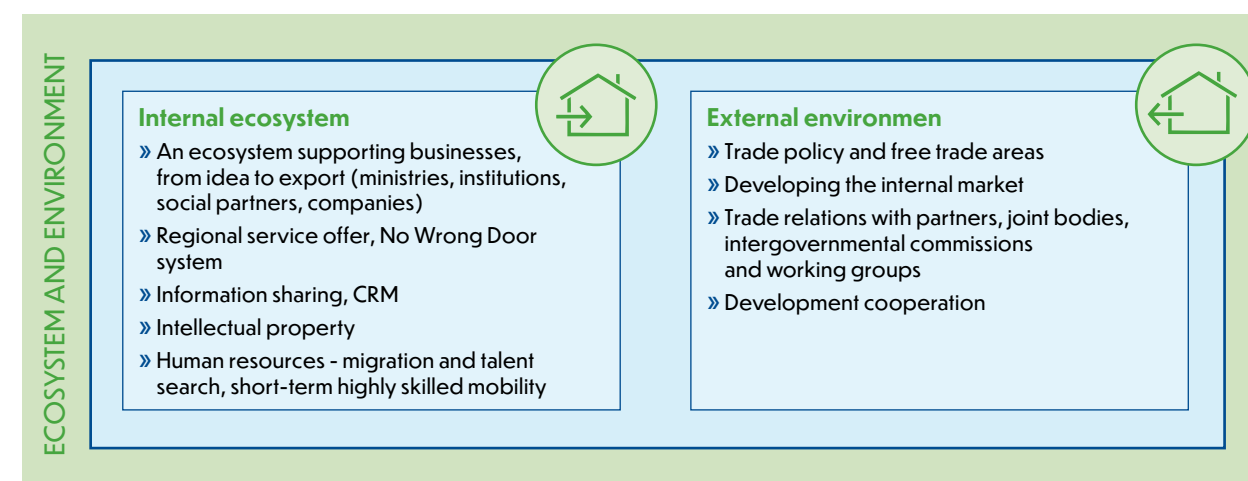 ECOSYSTEM AND ENVIRONMENT
Internal ecosystem
» An ecosystem supporting businesses,
from idea to export (ministries, institutions,
social partners, companies)
» Regional service offer, No Wrong Door
system
» Information sharing, CRM
» Intellectual property
» Human resources - migration and talent
search, short-term highly skilled mobility
External environmen
» Trade policy and free trade areas
» Developing the internal market
» Trade relations with partners, joint bodies,
intergovernmental commissions
and working groups
» Development cooperation